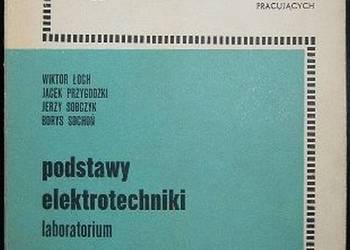 PRACUJĄCYCH
WIKTOR ŁOCH
JACEK PRZYGODZKI
JERZY SOBCZYK
BORYS SOCHOŃ
podstawy
elektrotechniki
laboratorium